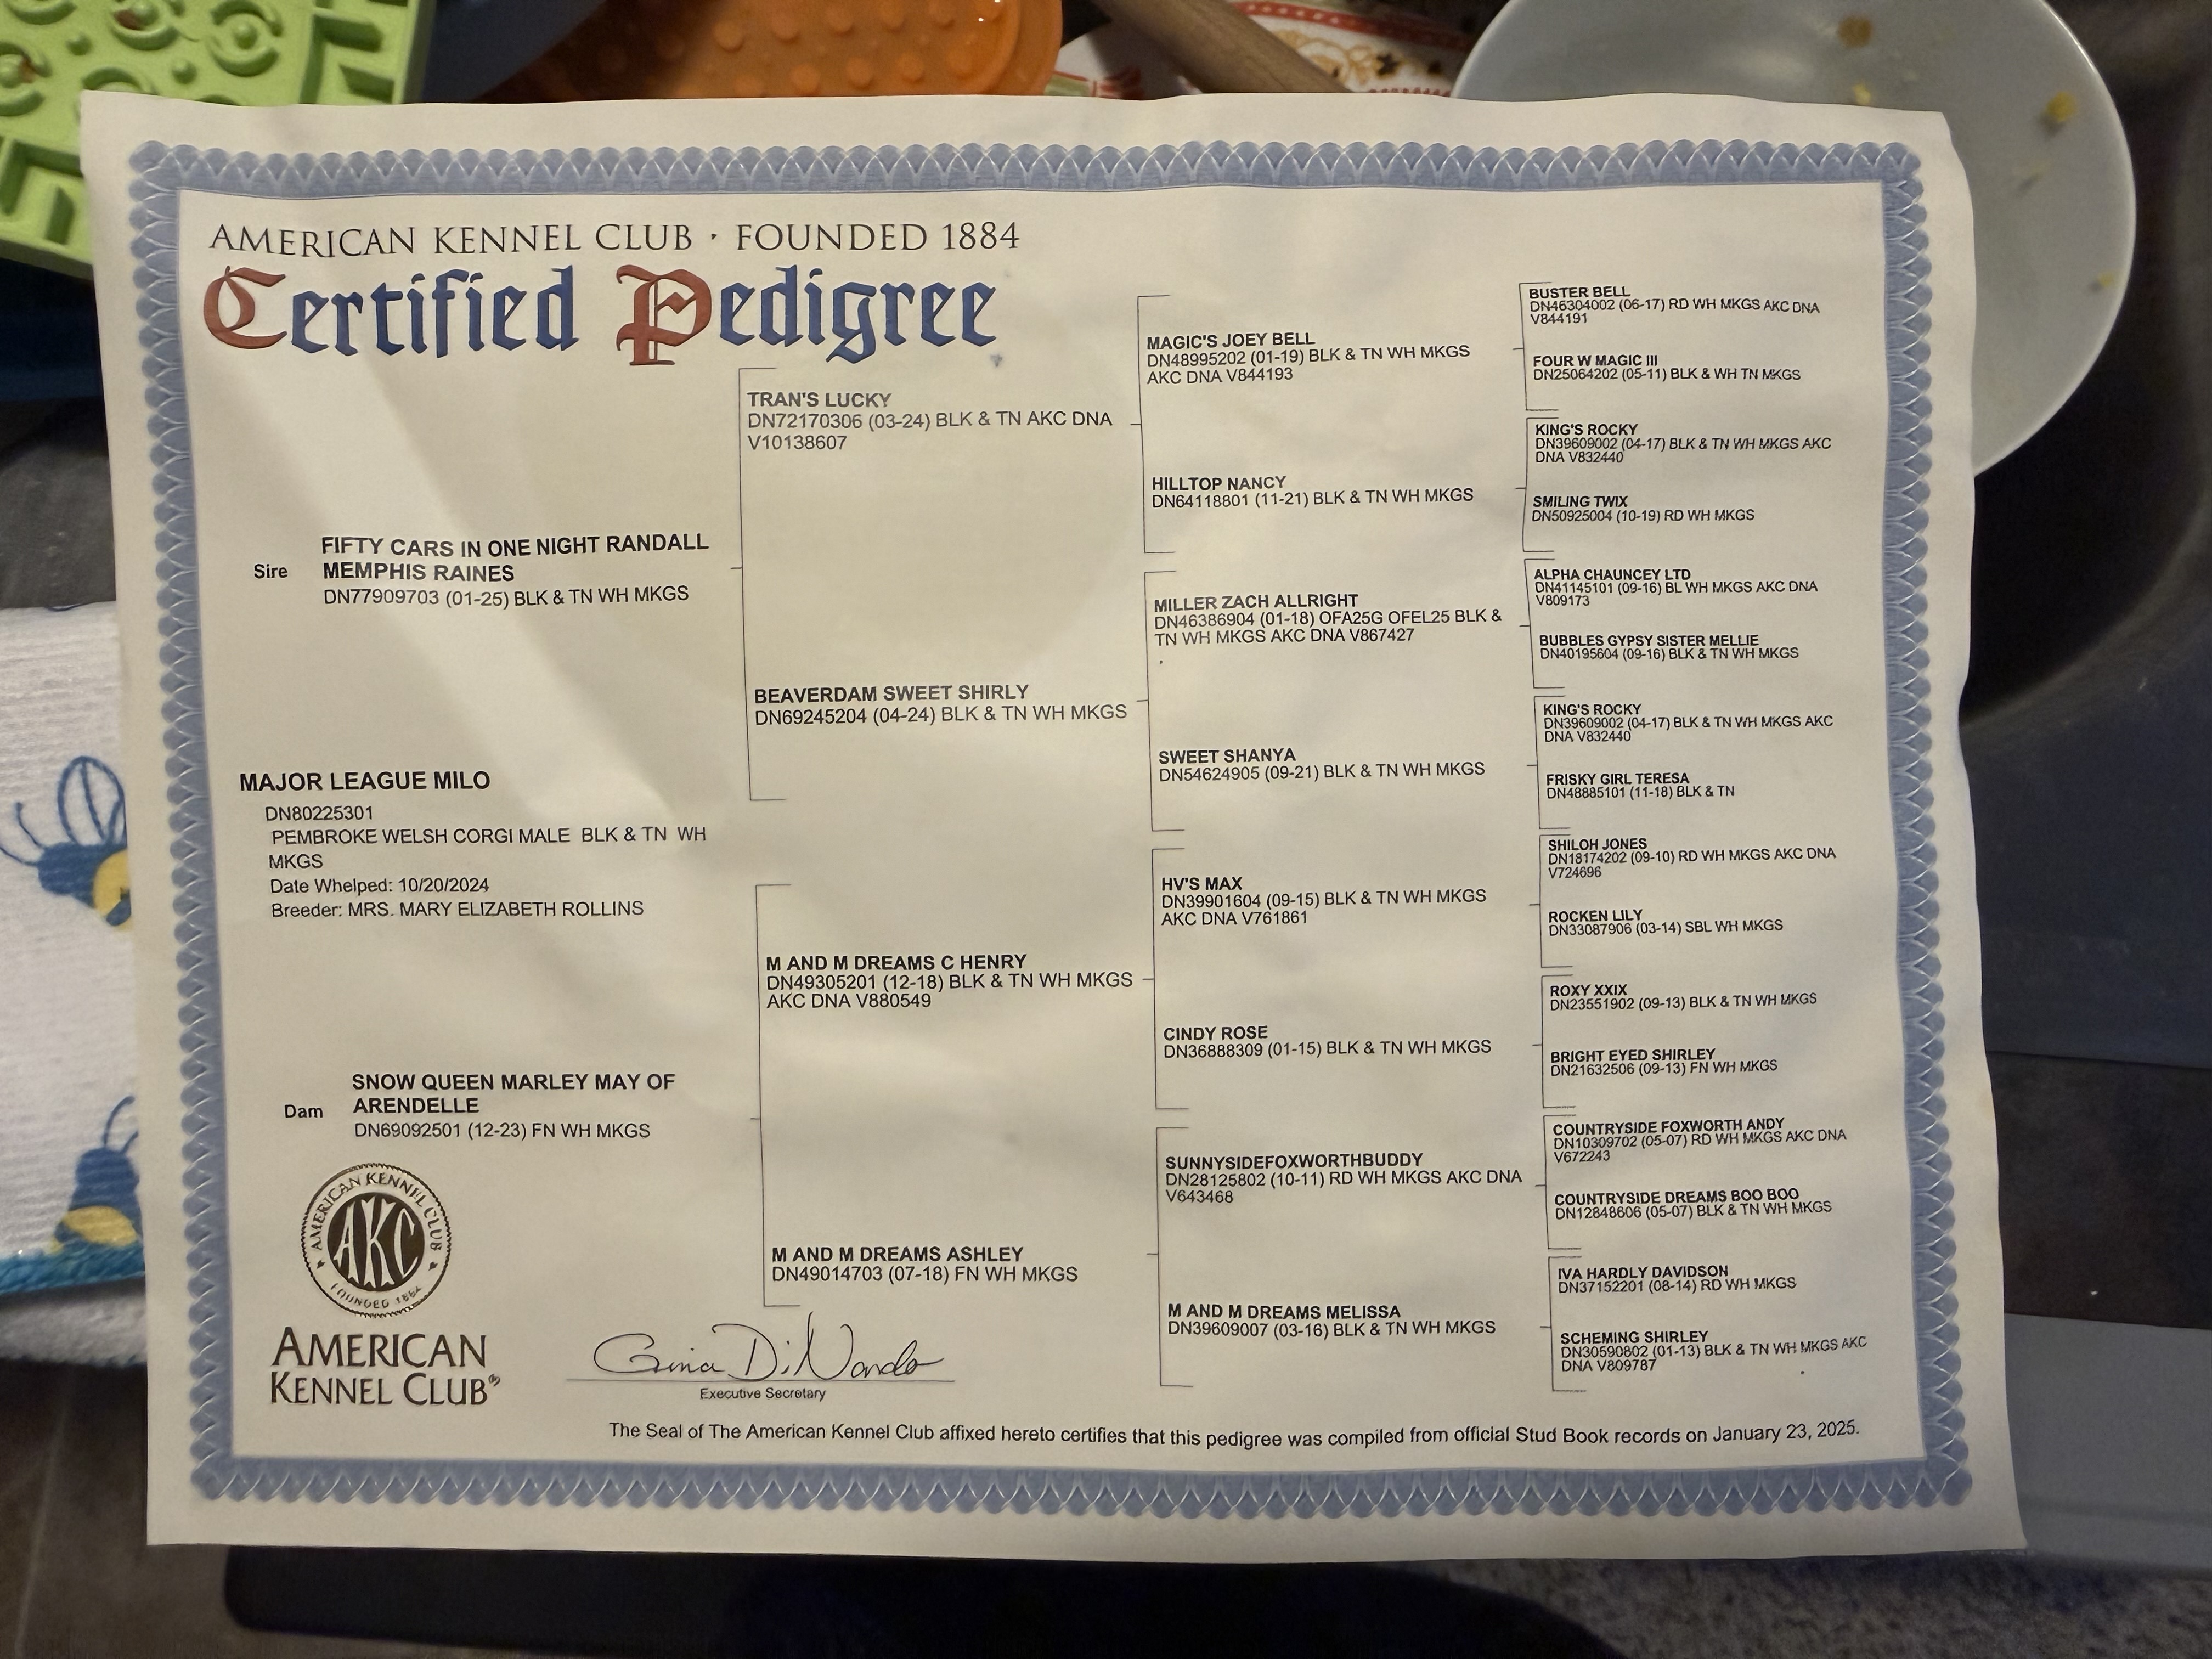 AMERICAN KENNEL CLUB · FOUNDED 1884
Certified Pedigree
Sire
FIFTY CARS IN ONE NIGHT RANDALL
MEMPHIS RAINES
DN77909703 (01-25) BLK & TN WH MKGS
MAJOR LEAGUE MILO
DN80225301
PEMBROKE WELSH CORGI MALE BLK & TN WH
MKGS
Date Whelped: 10/20/2024
Breeder: MRS. MARY ELIZABETH ROLLINS
Dam
SNOW QUEEN MARLEY MAY OF
ARENDELLE
DN69092501 (12-23) FN WH MKGS
TRAN'S LUCKY
DN72170306 (03-24) BLK & TN AKC DNA
V10138607
BEAVERDAM SWEET SHIRLY
DN69245204 (04-24) BLK & TN WH MKGS
M AND M DREAMS C HENRY
DN49305201 (12-18) BLK & TN WH MKGS
AKC DNA V880549
M AND M DREAMS ASHLEY
DN49014703 (07-18) FN WH MKGS
MAGIC'S JOEY BELL
DN48995202 (01-19) BLK & TN WH MKGS
AKC DNA V844193
HILLTOP NANCY
DN64118801 (11-21) BLK & TN WH MKGS
MILLER ZACH ALLRIGHT
DN46386904 (01-18) OFA25G OFEL25 BLK &
TN WH MKGS AKC DNA V867427
SWEET SHANYA
DN54624905 (09-21) BLK & TN WH MKGS
HV'S MAX
DN39901604 (09-15) BLK & TN WH MKGS
AKC DNA V761861
CINDY ROSE
DN36888309 (01-15) BLK & TN WH MKGS
SUNNYSIDEFOXWORTHBUDDY
DN28125802 (10-11) RD WH MKGS AKC DNA
V643468
M AND M DREAMS MELISSA
DN39609007 (03-16) BLK & TN WH MKGS
BUSTER BELL
DN46304002 (06-17) RD WH MKGS AKC DNA
V844191
FOUR W MAGIC III
DN25064202 (05-11) BLK & WH TN MKGS
KING'S ROCKY
DN39609002 (04-17) BLK & TN WH MKGS AKC
DNA V832440
SMILING TWIX
DN50925004 (10-19) RD WH MKGS
ALPHA CHAUNCEY LTD
DN41145101 (09-16) BL WH MKGS AKC DNA
V809173
BUBBLES GYPSY SISTER MELLIE
DN40195604 (09-16) BLK & TN WH MKGS
KING'S ROCKY
DN39609002 (04-17) BLK & TN WH MKGS AKC
DNA V832440
FRISKY GIRL TERESA
DN48885101 (11-18) BLK & TN
SHILOH JONES
DN18174202 (09-10) RD WH MKGS AKC DNA
V724696
ROCKEN LILY
DN33087906 (03-14) SBL WH MKGS
ROXY XXIX
DN23551902 (09-13) BLK & TN WH MKGS
BRIGHT EYED SHIRLEY
DN21632506 (09-13) FN WH MKGS
COUNTRYSIDE FOXWORTH ANDY
DN10309702 (05-07) RD WH MKGS AKC DNA
V672243
COUNTRYSIDE DREAMS BOO BOO
DN12848606 (05-07) BLK & TN WH MKGS
IVA HARDLY DAVIDSON
DN37152201 (08-14) RD WH MKGS
SCHEMING SHIRLEY
DN30590802 (01-13) BLK & TN WH MKGS AKC
DNA V809787
AMERICAN KENNEL CLUB
AKC
FOUNDED 1884
AMERICAN
KENNEL CLUB®
Gina DiNardo
Executive Secretary
The Seal of The American Kennel Club affixed hereto certifies that this pedigree was compiled from official Stud Book records on January 23, 2025.